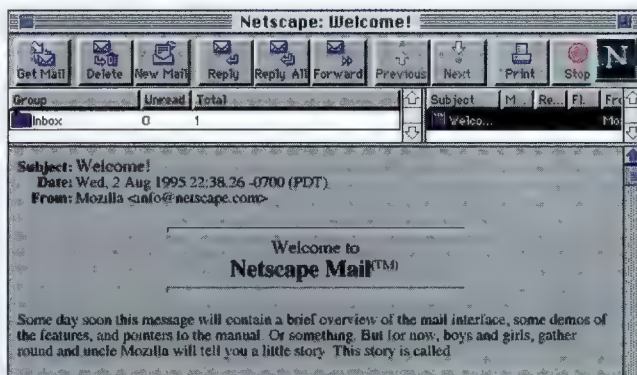 Netscape: Welcome!
Get Mail Delete New Mail Reply Reply All Forward Previous Next Print Stop N
Group Unread Total Subject M.. Re... Fl.
Inbox 0 1 Welco...
Subject: Welcome!
Date: Wed, 2 Aug 1995 22:38.26 -0700 (PDT)
From: Mozilla <info@netscape.com>
Welcome to
Netscape Mail(TM)
Some day soon this message will contain a brief overview of the mail interface, some demos of
the features, and pointers to the manual. Or something. But for now, boys and girls, gather
round and uncle Mozilla will tell you a little story. This story is called